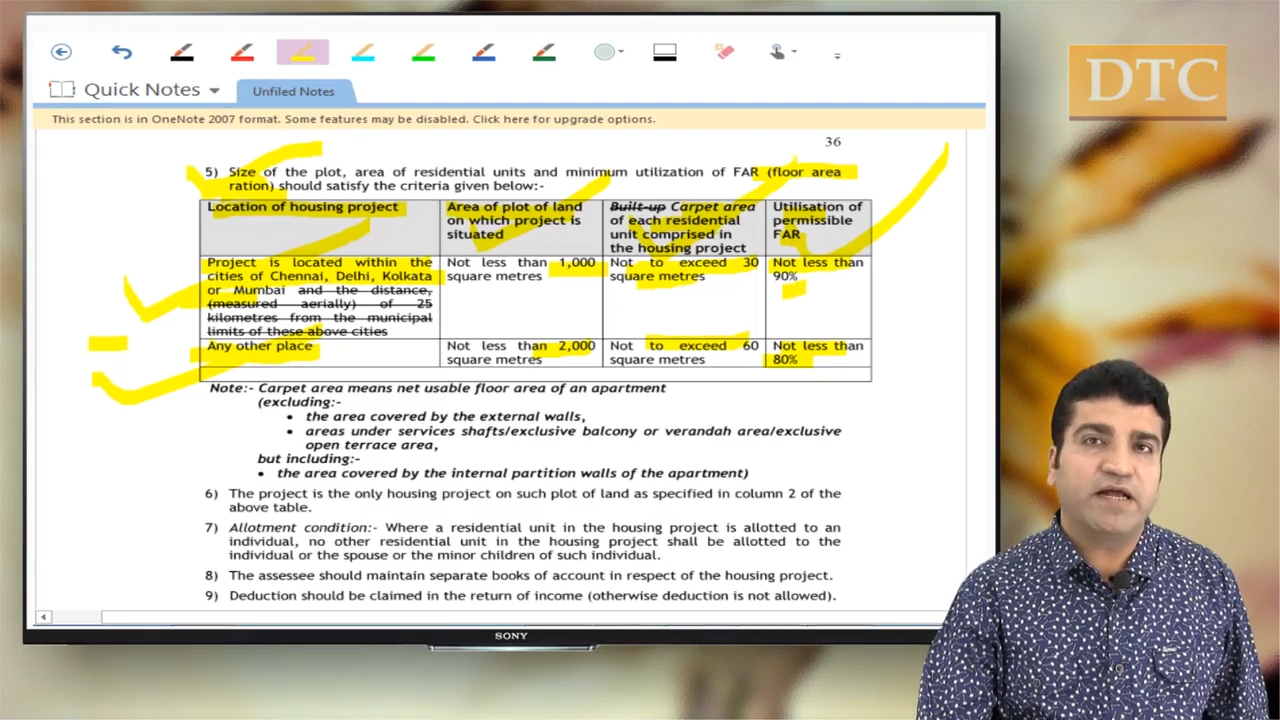 DTC
Quick Notes
Unfiled Notes
This section is in OneNote 2007 format. Some features may be disabled. Click here for upgrade options.
36
5) Size of the plot, area of residential units and minimum utilization of FAR (floor area
ration) should satisfy the criteria given below:-
Location of housing project
Area of plot of land
on which project is
situated
Built-up Carpet area
of each residential
unit comprised in
the housing project
Utilisation of
permissible
FAR
Project is located within the
cities of Chennai, Delhi, Kolkata
or Mumbai and the distance,
(measured aerially) of 25
kilometres from the municipal
limits of these above cities
Not less than 1,000
square metres
Not to exceed 30
square metres
Not less than
90%
Any other place
Not less than 2,000
square metres
Not to exceed 60
square metres
Not less than
80%
Note:- Carpet area means net usable floor area of an apartment
(excluding:-
• the area covered by the external walls,
• areas under services shafts/exclusive balcony or verandah area/exclusive
open terrace area,
but including:-
• the area covered by the internal partition walls of the apartment)
6) The project is the only housing project on such plot of land as specified in column 2 of the
above table.
7) Allotment condition:- Where a residential unit in the housing project is allotted to an
individual, no other residential unit in the housing project shall be allotted to the
individual or the spouse or the minor children of such individual.
8) The assessee should maintain separate books of account in respect of the housing project.
9) Deduction should be claimed in the return of income (otherwise deduction is not allowed).
SONY